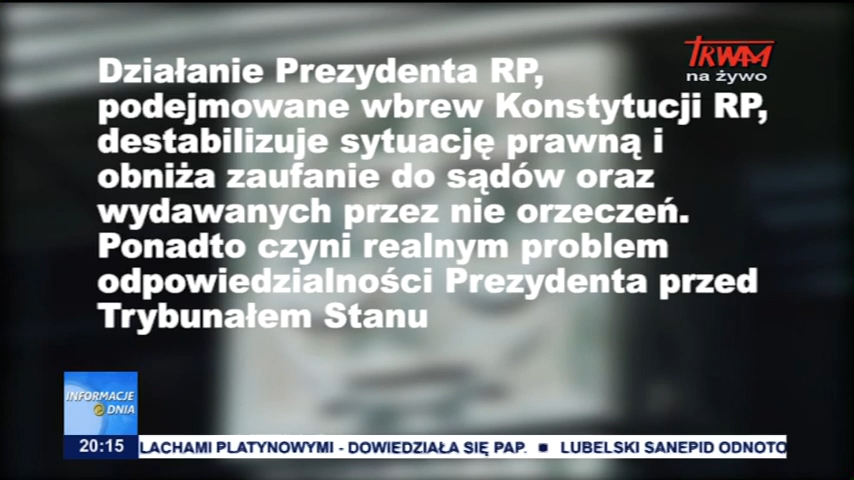 TRWAM
na żywo
Działanie Prezydenta RP,
podejmowane wbrew Konstytucji RP,
destabilizuje sytuację prawną i
obniża zaufanie do sądów oraz
wydawanych przez nie orzeczeń.
Ponadto czyni realnym problem
odpowiedzialności Prezydenta przed
Trybunałem Stanu
INFORMACJE
DNIA
20:15 LACHAMI PLATYNOWYMI - DOWIEDZIAŁA SIĘ PAP. ■ LUBELSKI SANEPID ODNOTO